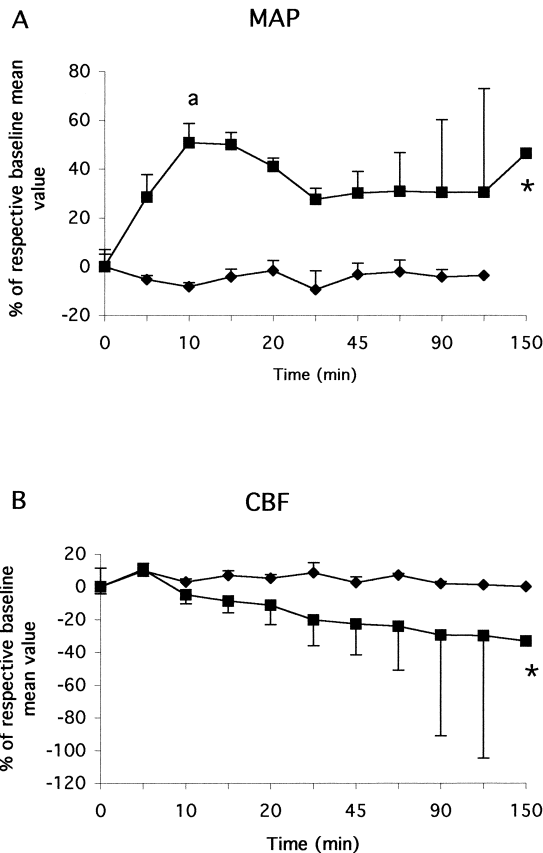 A
MAP
% of respective baseline mean
value
80
60
40
20
0
-20
a
*
0
10
20
45
90
150
Time (min)
B
CBF
% of respective baseline
mean value
20
0
-20
-40
-60
-80
-100
-120
*
0
10
20
45
90
150
Time (min)